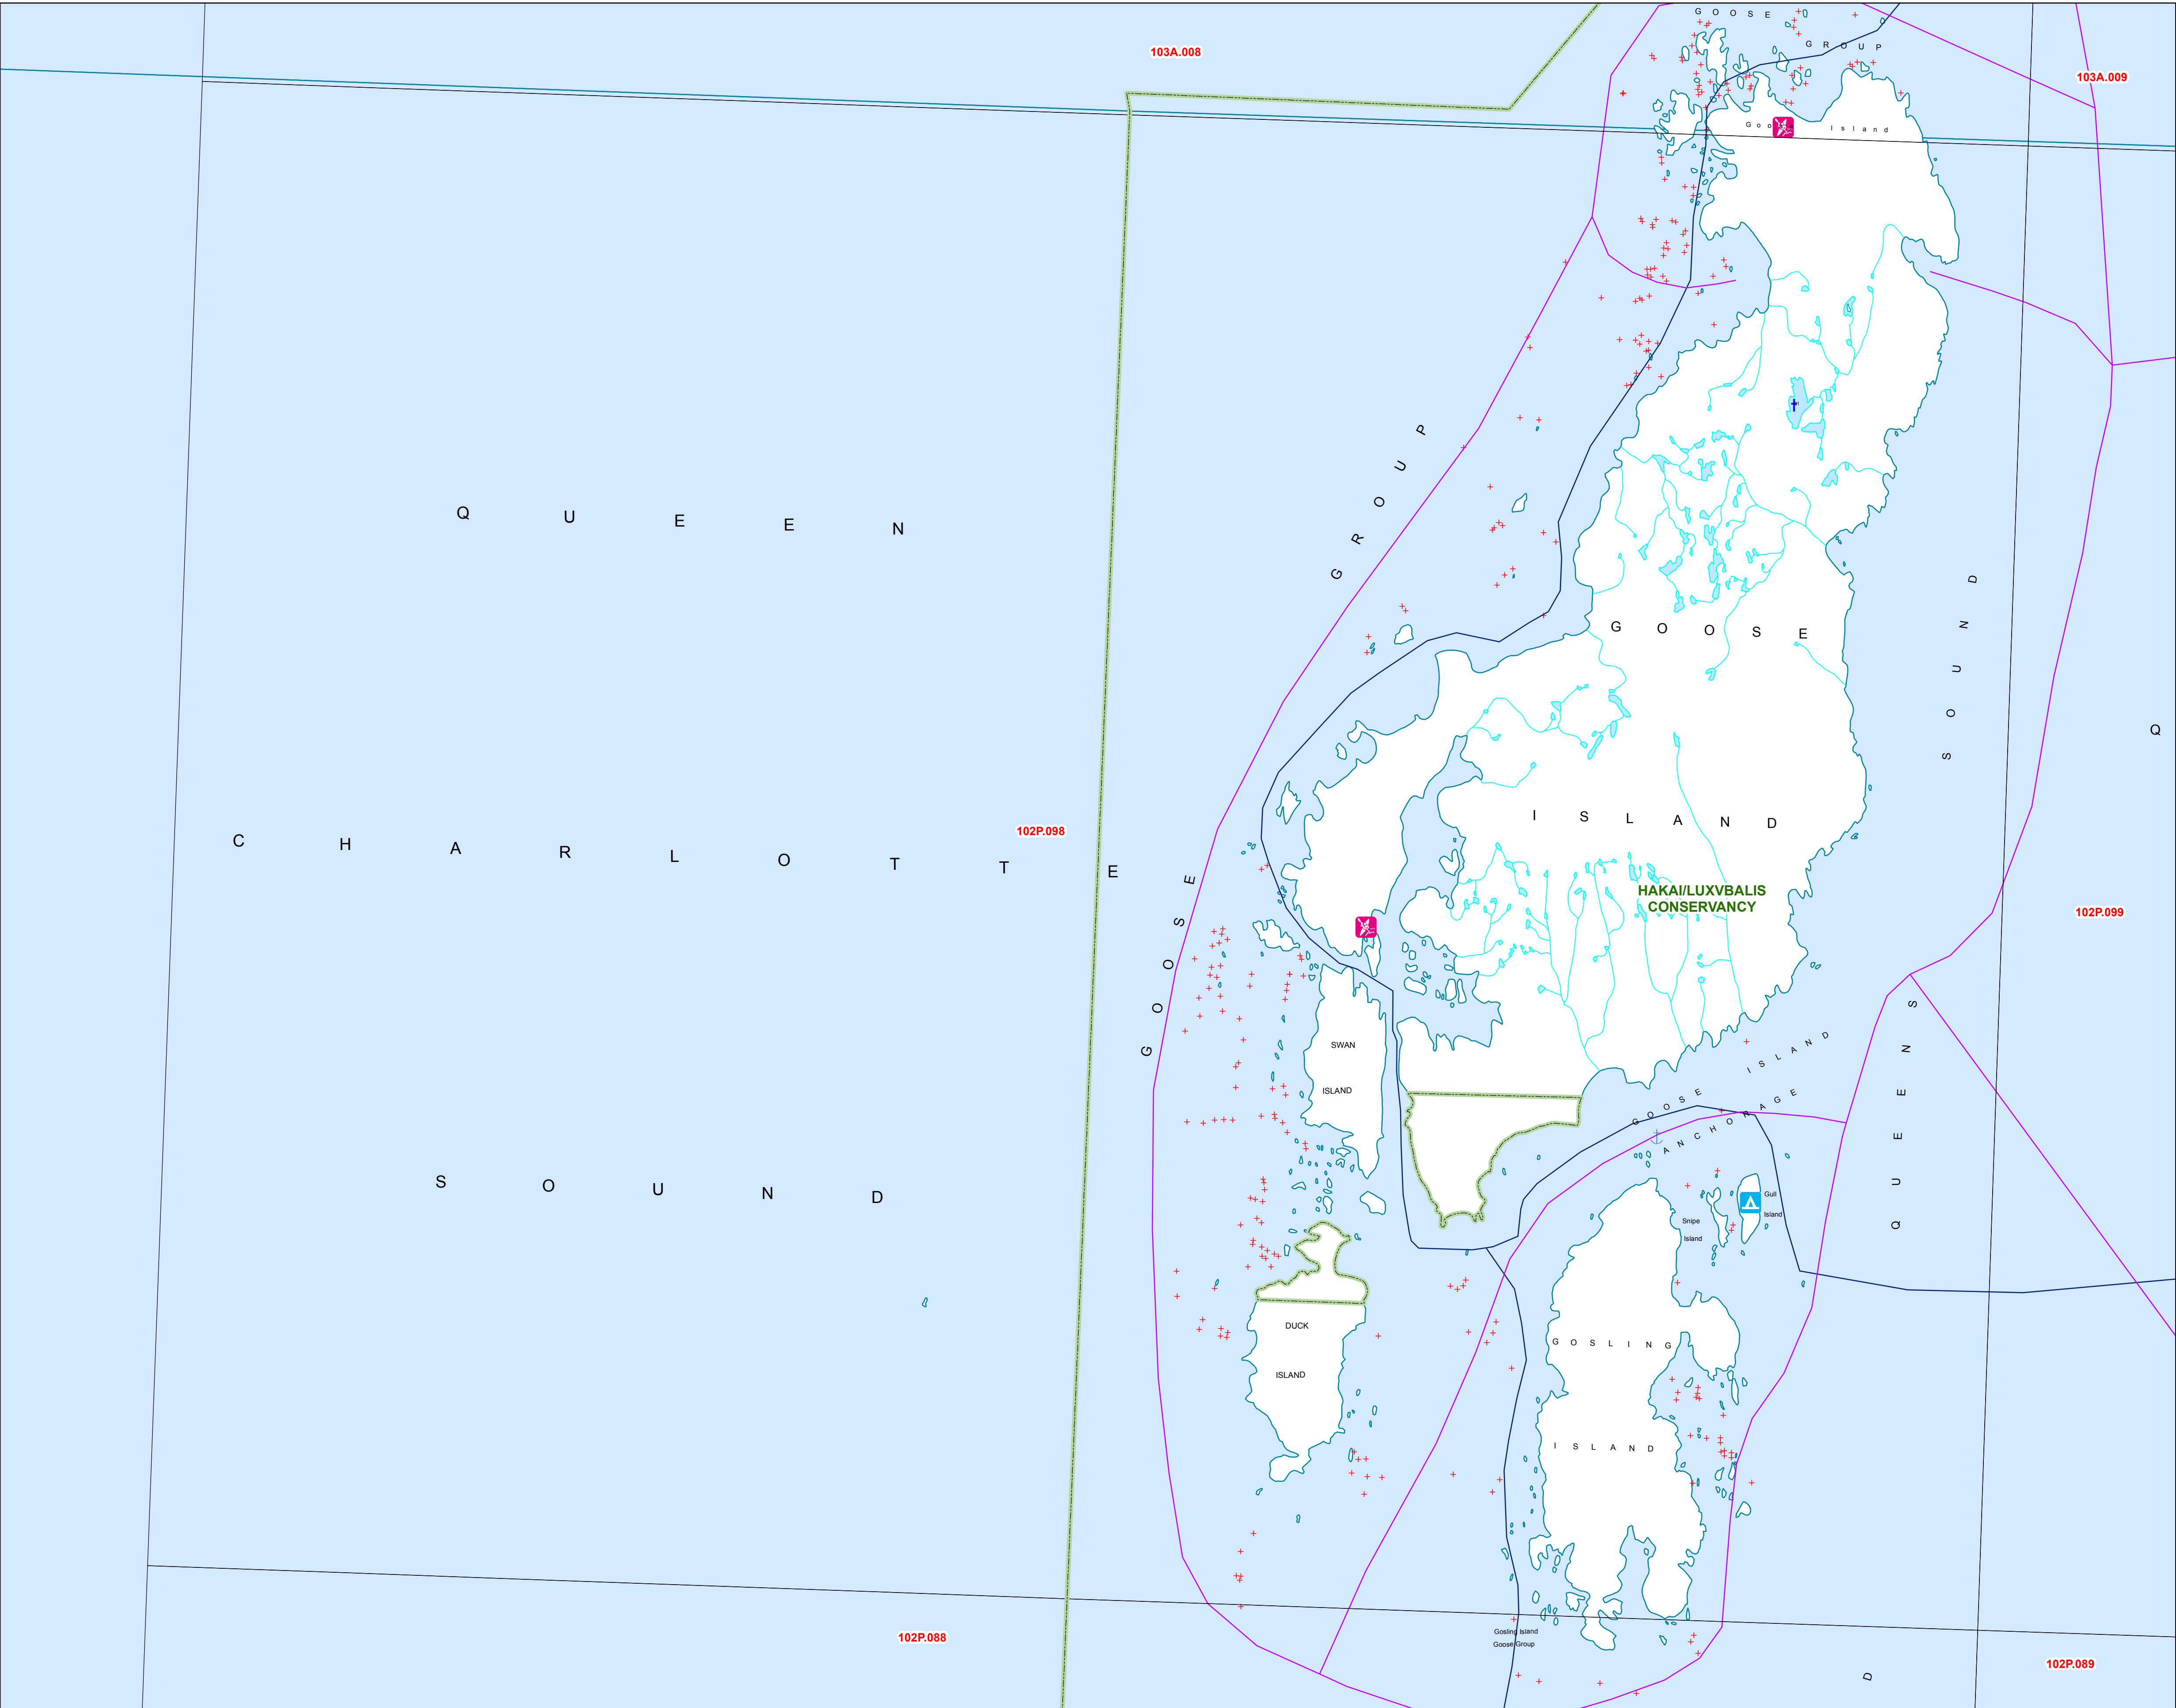 GOOSE
GROUP
103A.008
103A.009
Island
QUEEN
CHARLOTTE
SOUND
GOOSE GROUP
GOOSE
ISLAND
102P.098
HAKAI/LUXVBALIS
CONSERVANCY
102P.099
QUEENS SOUND
Q
SWAN
ISLAND
GOOSE ISLAND
ANCHORAGE
Gull
Island
Snipe
Island
DUCK
ISLAND
GOSLING
ISLAND
Gosling Island
Goose Group
102P.088
102P.089
D